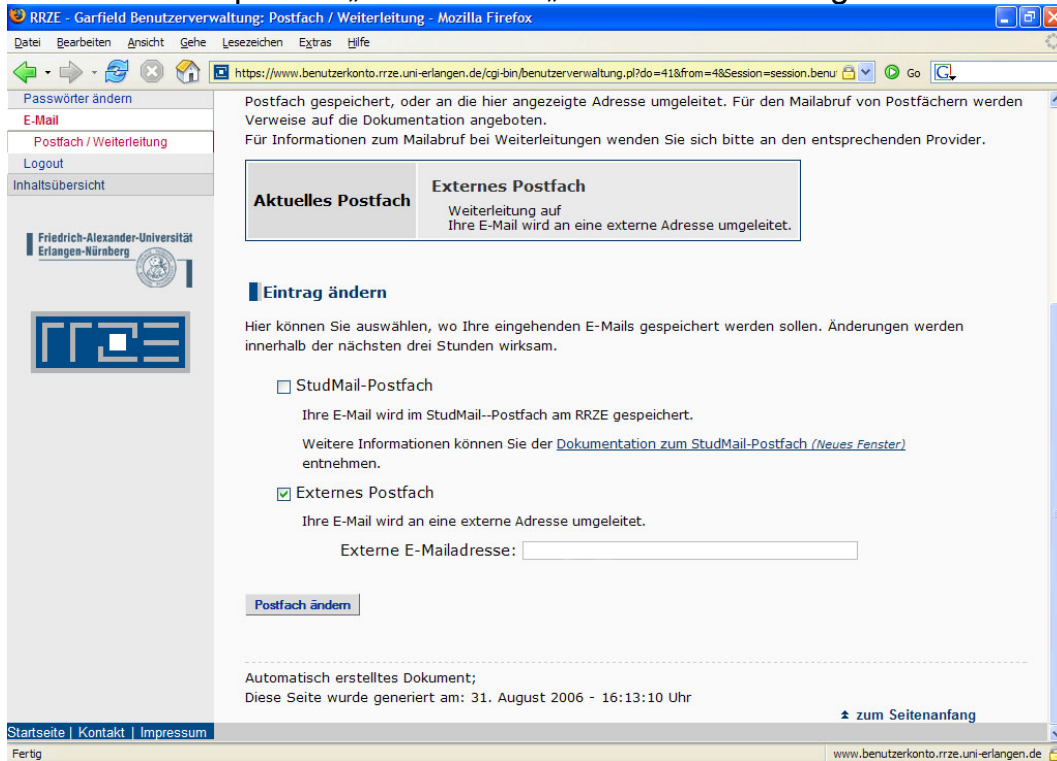 RRZE - Garfield Benutzerverwaltung: Postfach / Weiterleitung - Mozilla Firefox
Datei Bearbeiten Ansicht Gehe Lesezeichen Extras Hilfe
https://www.benutzerkonto.rrze.uni-erlangen.de/cgi-bin/benutzerverwaltung.pl?do=41&from=4&Session=session.benu Go G
Passwörter ändern
E-Mail
Postfach / Weiterleitung
Logout
Inhaltsübersicht
Friedrich-Alexander-Universität
Erlangen-Nürnberg
rrze
Postfach gespeichert, oder an die hier angezeigte Adresse umgeleitet. Für den Mailabruf von Postfächern werden
Verweise auf die Dokumentation angeboten.
Für Informationen zum Mailabruf bei Weiterleitungen wenden Sie sich bitte an den entsprechenden Provider.
Aktuelles Postfach
Externes Postfach
Weiterleitung auf
Ihre E-Mail wird an eine externe Adresse umgeleitet.
Eintrag ändern
Hier können Sie auswählen, wo Ihre eingehenden E-Mails gespeichert werden sollen. Änderungen werden
innerhalb der nächsten drei Stunden wirksam.
StudMail-Postfach
Ihre E-Mail wird im StudMail--Postfach am RRZE gespeichert.
Weitere Informationen können Sie der Dokumentation zum StudMail-Postfach (Neues Fenster)
entnehmen.
Externes Postfach
Ihre E-Mail wird an eine externe Adresse umgeleitet.
Externe E-Mailadresse:
Postfach ändern
Automatisch erstelltes Dokument;
Diese Seite wurde generiert am: 31. August 2006 - 16:13:10 Uhr
zum Seitenanfang
Startseite | Kontakt | Impressum
Fertig
www.benutzerkonto.rrze.uni-erlangen.de